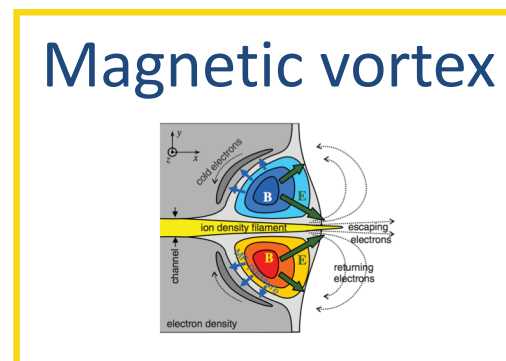 Magnetic vortex
y
z
x
cold electrons
B
E
ion density filament
escaping
electrons
channel
B
E
returning
electrons
electron density